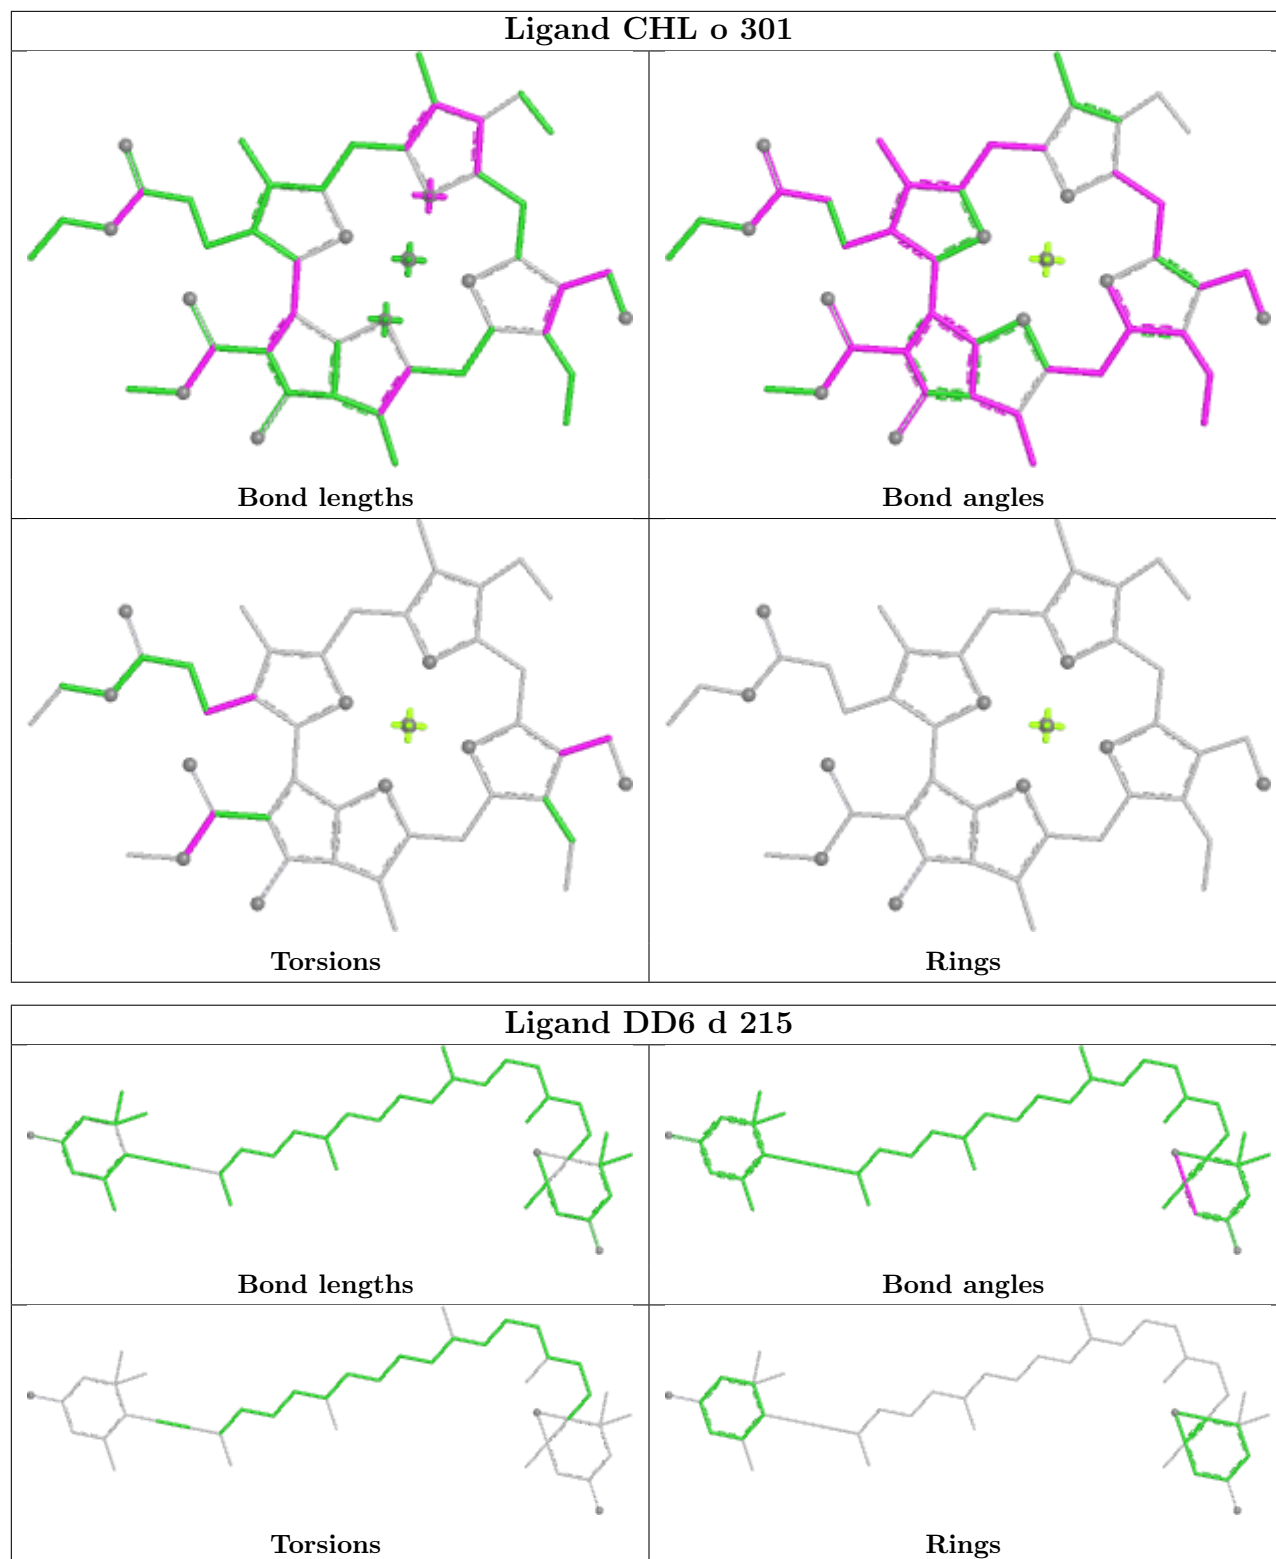 Ligand CHL o 301
Bond lengths
Bond angles
Torsions
Rings
Ligand DD6 d 215
Bond lengths
Bond angles
Torsions
Rings